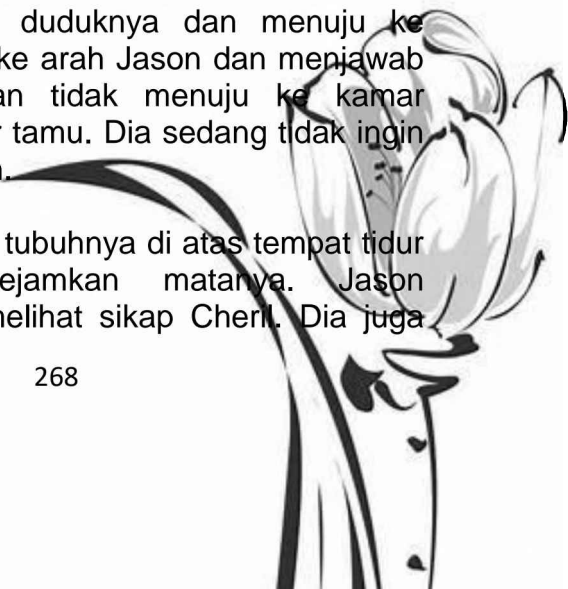 duduknya dan menuju ke
ke arah Jason dan menjawab
an tidak menuju ke kamar
r tamu. Dia sedang tidak ingin
n.
tubuhnya di atas tempat tidur
ejamkan matanya. Jason
melihat sikap Cheril. Dia juga
268